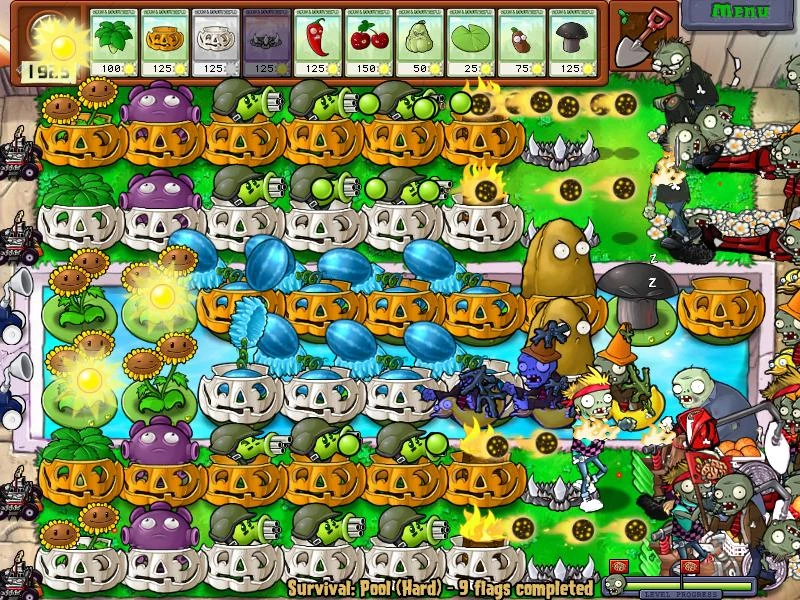 Menu
1925
100 125 125 125 125 150 50 25 75 125
z
z
Survival: Pool (Hard) - 9 flags completed
LEVEL PROGRESS